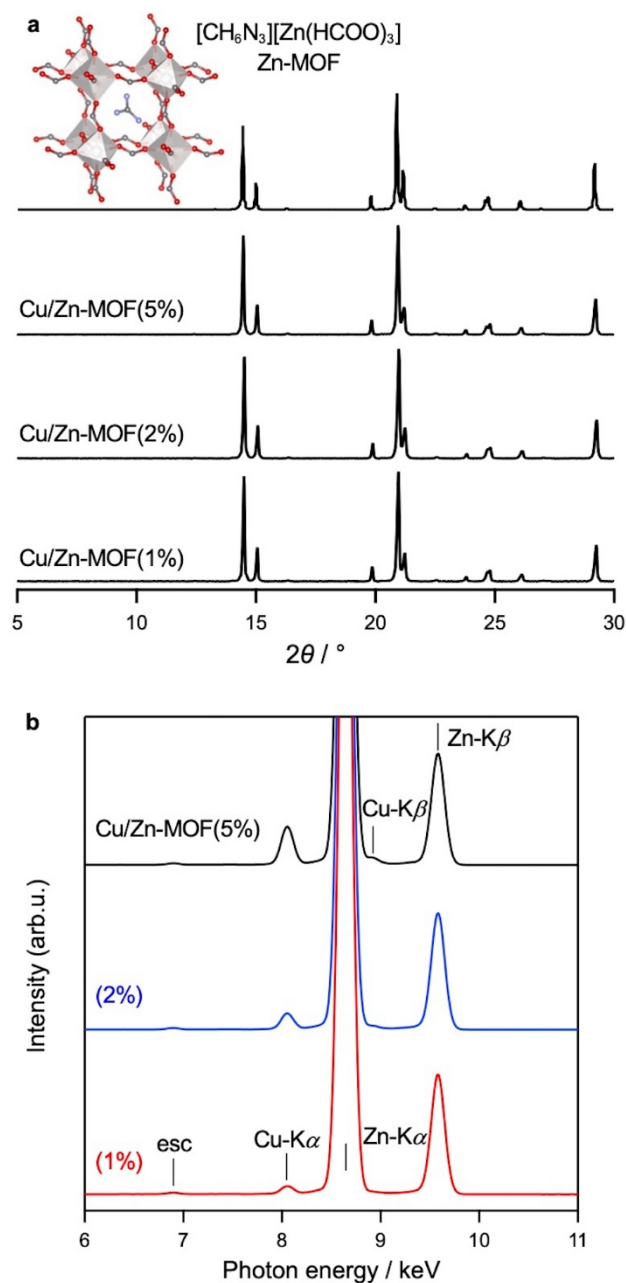 a
[CH₆N₃][Zn(HCOO)₃]
Zn-MOF
Cu/Zn-MOF(5%)
Cu/Zn-MOF(2%)
Cu/Zn-MOF(1%)
5 10 15 20 25 30
2θ / °
b
Zn-Kβ
Cu-Kβ
Cu/Zn-MOF(5%)
(2%)
Intensity (arb.u.)
esc
Cu-Kα
Zn-Kα
(1%)
6 7 8 9 10 11
Photon energy / keV